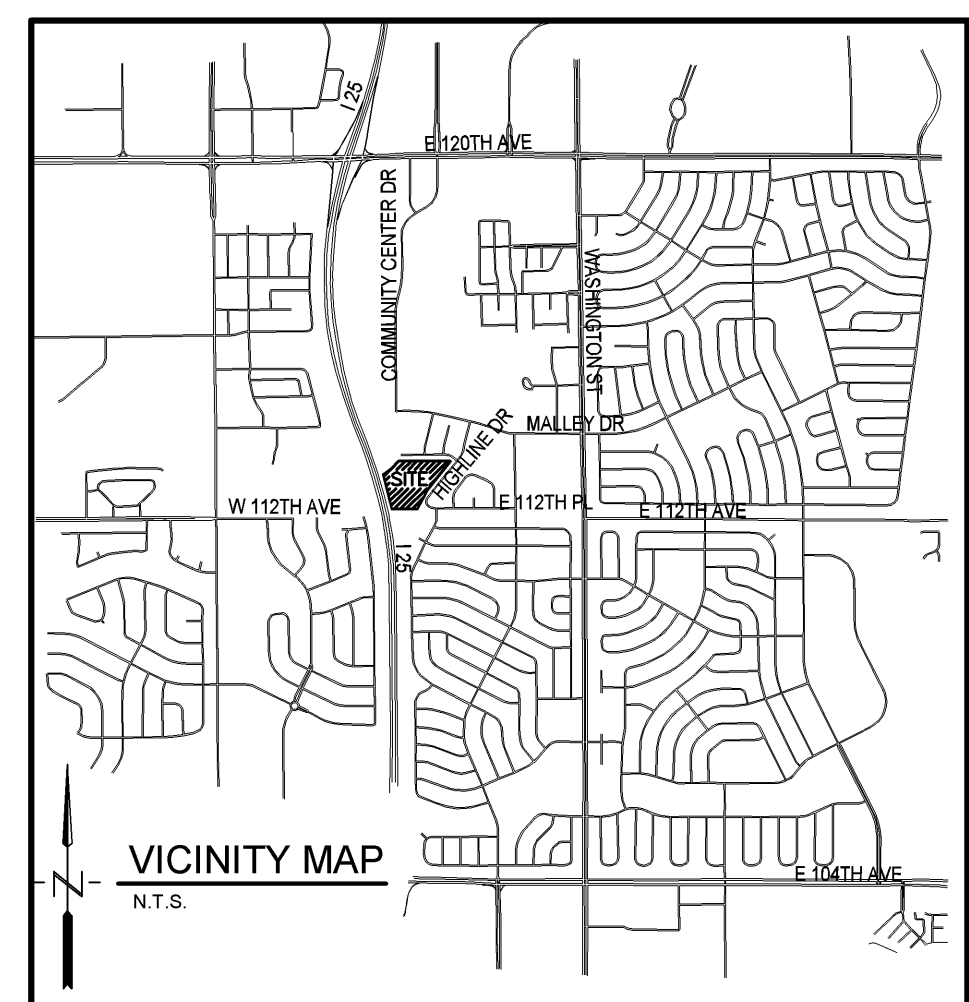 I 25
E 120TH AVE
COMMUNITY CENTER DR
WASHINGTON ST
MALLEY DR
HIGHLINE DR
SITE
W 112TH AVE
E 112TH PL
E 112TH AVE
I 25
VICINITY MAP
N
N.T.S.
E 104TH AVE